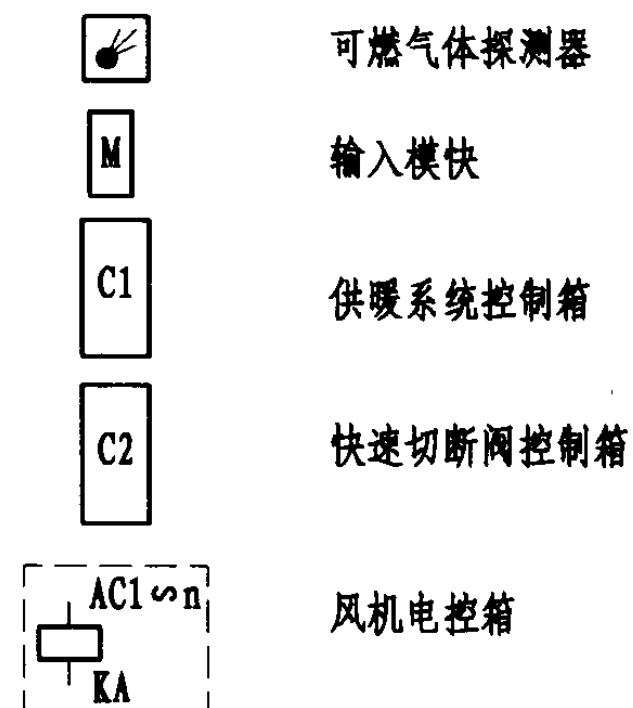 可燃气体探测器
M 输入模快
C1 供暖系统控制箱
C2 快速切断阀控制箱
AC1∽n
风机电控箱
KA